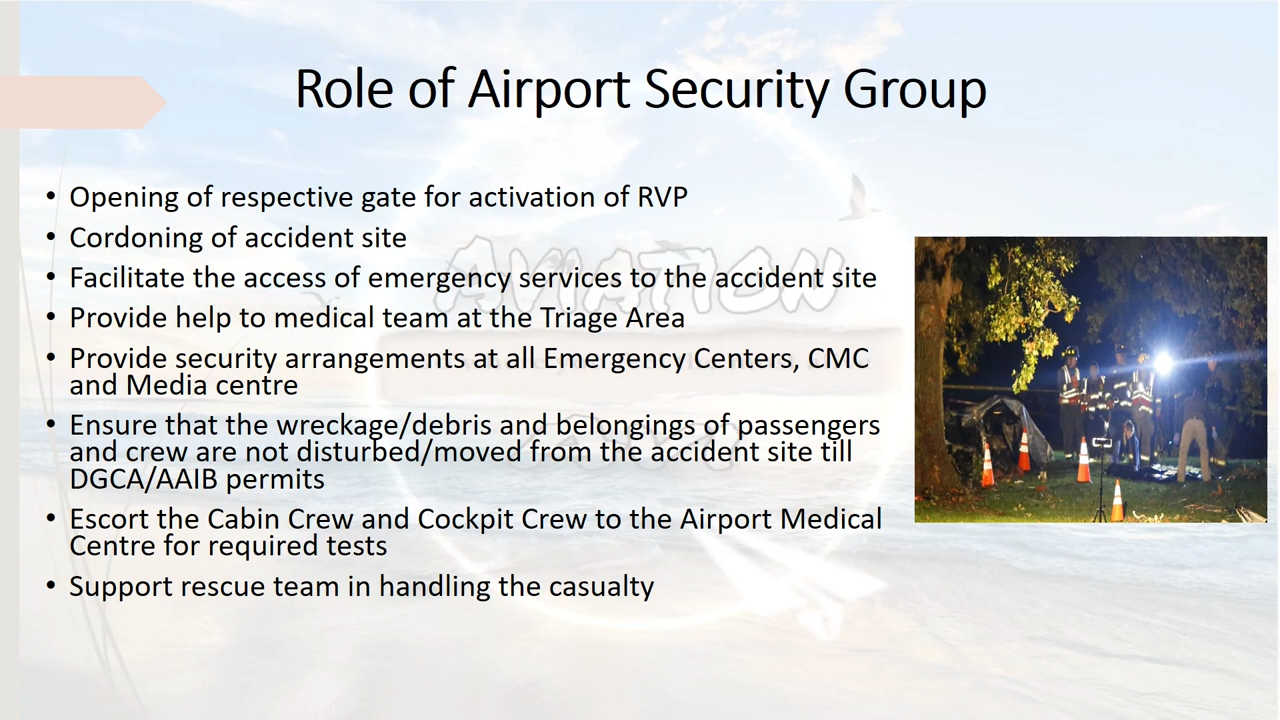 Role of Airport Security Group
• Opening of respective gate for activation of RVP
• Cordoning of accident site
• Facilitate the access of emergency services to the accident site
• Provide help to medical team at the Triage Area
• Provide security arrangements at all Emergency Centers, CMC
and Media centre
• Ensure that the wreckage/debris and belongings of passengers
and crew are not disturbed/moved from the accident site till
DGCA/AAIB permits
• Escort the Cabin Crew and Cockpit Crew to the Airport Medical
Centre for required tests
• Support rescue team in handling the casualty
AVIATION